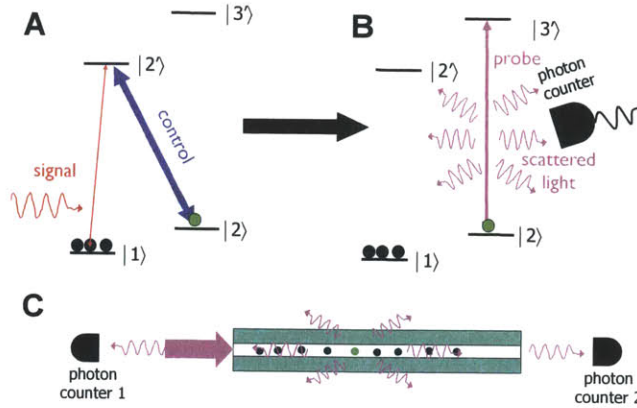 A
|3'⟩
|2'⟩
signal
control
|2⟩
|1⟩
B
|3'⟩
|2'⟩
probe
photon
counter
scattered
light
|2⟩
|1⟩
C
photon
counter 1
photon
counter 2